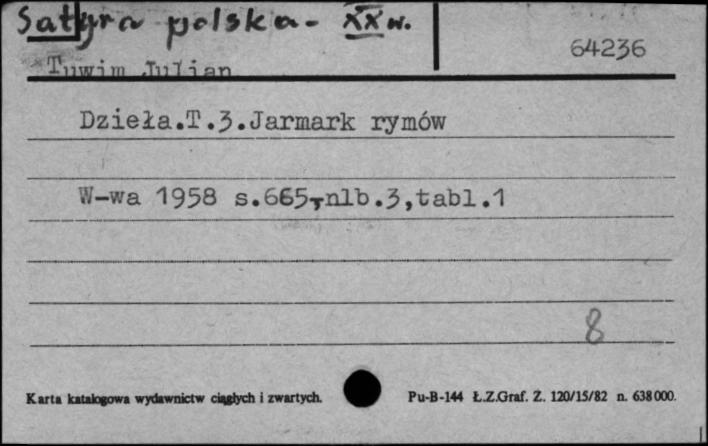 Satyra polska - XX w.
64236
Tuwim Julian
Dzieła.T.3.Jarmark rymów
W-wa 1958 s.665,nlb.3,tabl.1
8
Karta katalogowa wydawnictw ciągłych i zwartych.
Pu-B-144 Ł.Z.Graf. Z. 120/15/82 n. 638000.